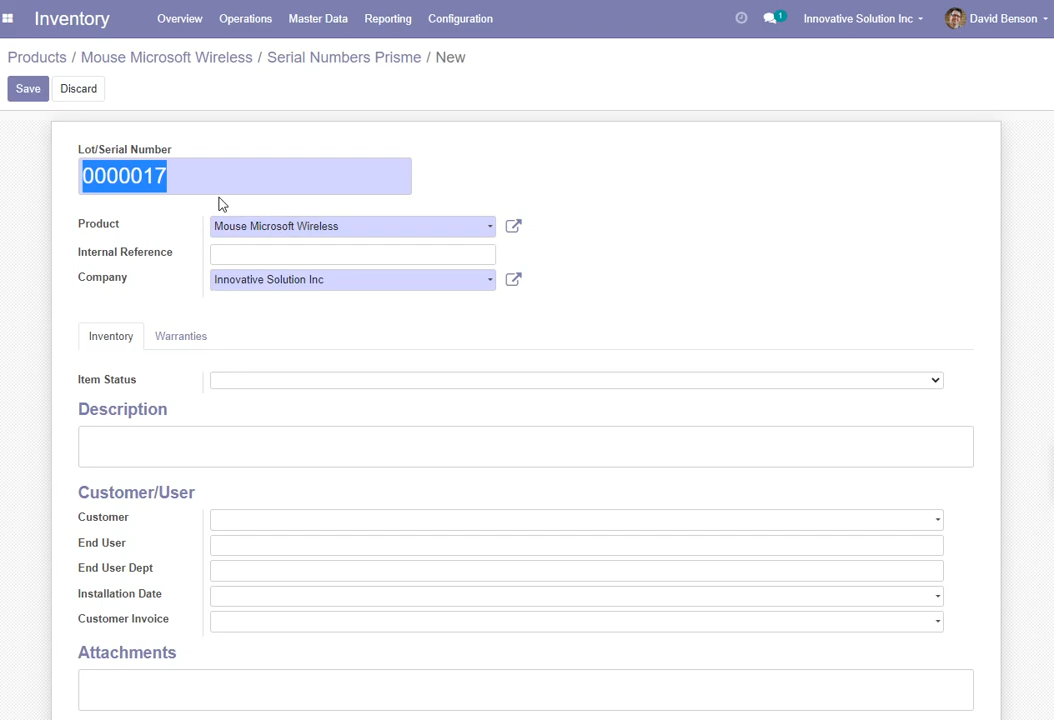 Inventory Overview Operations Master Data Reporting Configuration 1 Innovative Solution Inc David Benson
Products / Mouse Microsoft Wireless / Serial Numbers Prisme / New
Save Discard
Lot/Serial Number
0000017
Product Mouse Microsoft Wireless
Internal Reference
Company Innovative Solution Inc
Inventory Warranties
Item Status
Description
Customer/User
Customer
End User
End User Dept
Installation Date
Customer Invoice
Attachments